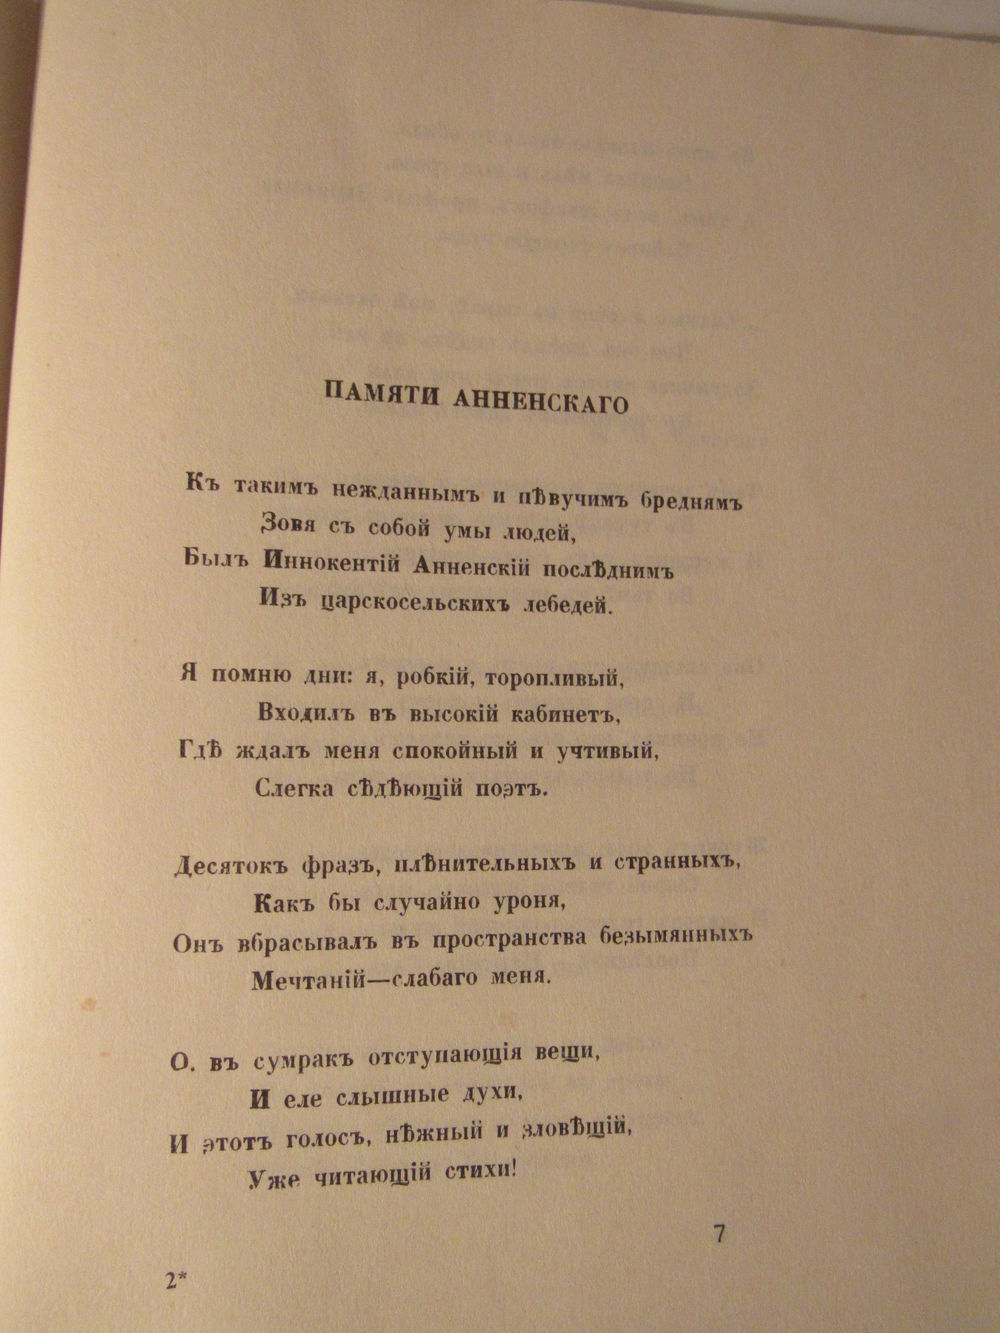 ПАМЯТИ АННЕНСКАГО
Къ такимъ нежданнымъ и пѣвучимъ бреднямъ
Зовя съ собой умы людей,
Былъ Иннокентій Анненскій послѣднимъ
Изъ царскосельскихъ лебедей.
Я помню дни: я, робкій, торопливый,
Входилъ въ высокій кабинетъ,
Гдѣ ждалъ меня спокойный и учтивый,
Слегка сѣдѣющій поэтъ.
Десятокъ фразъ, плѣнительныхъ и странныхъ,
Какъ бы случайно уроня,
Онъ вбрасывалъ въ пространства безымянныхъ
Мечтаній—слабаго меня.
О. въ сумракъ отступающія вещи,
И еле слышные духи,
И этотъ голосъ, нѣжный и зловѣщій,
Уже читающій стихи!
7
2*